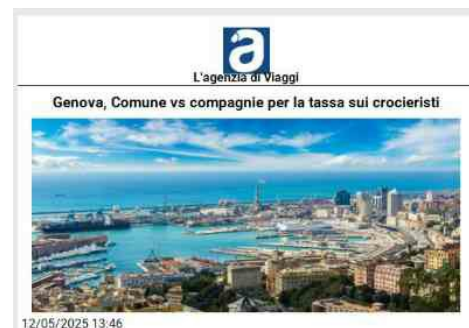 a
L'agenzia di Viaggi
Genova, Comune vs compagnie per la tassa sui crocieristi
12/05/2025 13:46